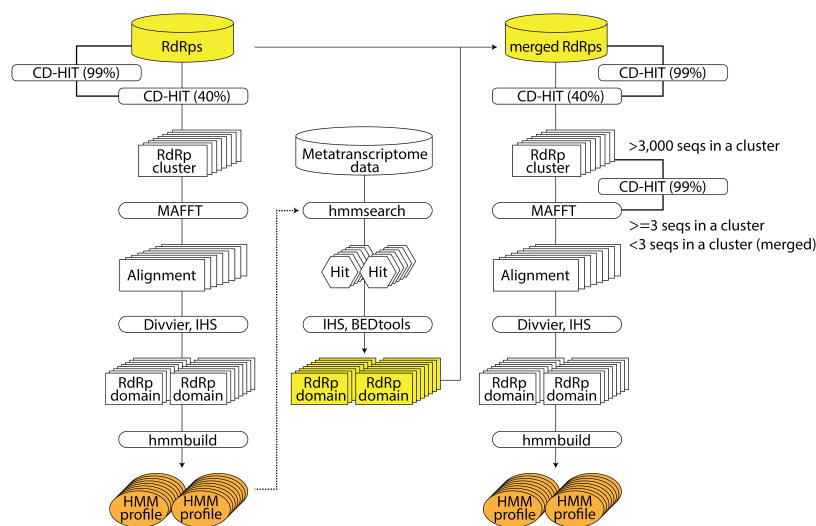 RdRps
CD-HIT (99%)
CD-HIT (40%)
RdRp
cluster
MAFFT
Alignment
Divvier, IHS
RdRp
domain
RdRp
domain
hmmbuild
HMM
profile
HMM
profile
Metatranscriptome
data
hmmsearch
Hit
Hit
IHS, BEDtools
RdRp
domain
RdRp
domain
merged RdRps
CD-HIT (99%)
CD-HIT (40%)
RdRp
cluster
>3,000 seqs in a cluster
CD-HIT (99%)
MAFFT
>=3 seqs in a cluster
<3 seqs in a cluster (merged)
Alignment
Divvier, IHS
RdRp
domain
RdRp
domain
hmmbuild
HMM
profile
HMM
profile